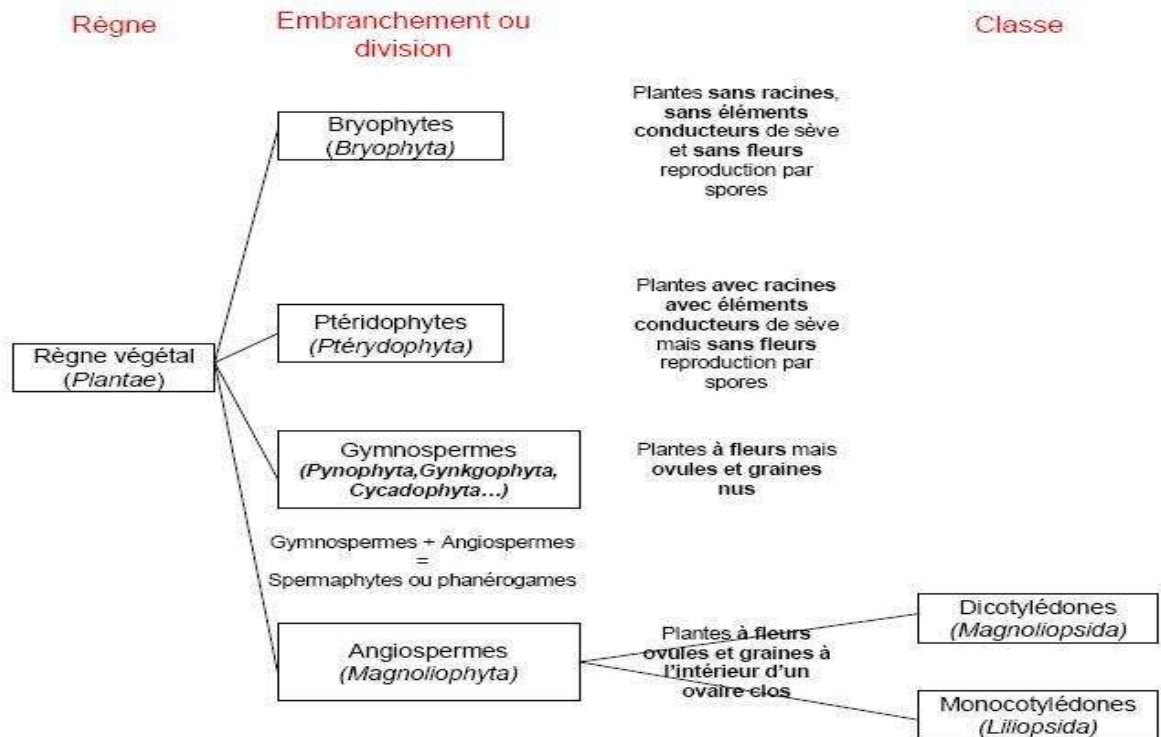 Règne
Embranchement ou
division
Classe
Bryophytes
(Bryophyta)
Plantes sans racines,
sans éléments
conducteurs de sève
et sans fleurs
reproduction par
spores
Ptéridophytes
(Ptérydophyta)
Plantes avec racines
avec éléments
conducteurs de sève
mais sans fleurs
reproduction par
spores
Règne végétal
(Plantae)
Gymnospermes
(Pynophyta,Gynkgophyta,
Cycadophyta...)
Plantes à fleurs mais
ovules et graines
nus
Gymnospermes + Angiospermes
=
Spermaphytes ou phanérogames
Angiospermes
(Magnoliophyta)
Plantes à fleurs
ovules et graines à
l'intérieur d'un
ovaire clos
Dicotylédones
(Magnoliopsida)
Monocotylédones
(Liliopsida)